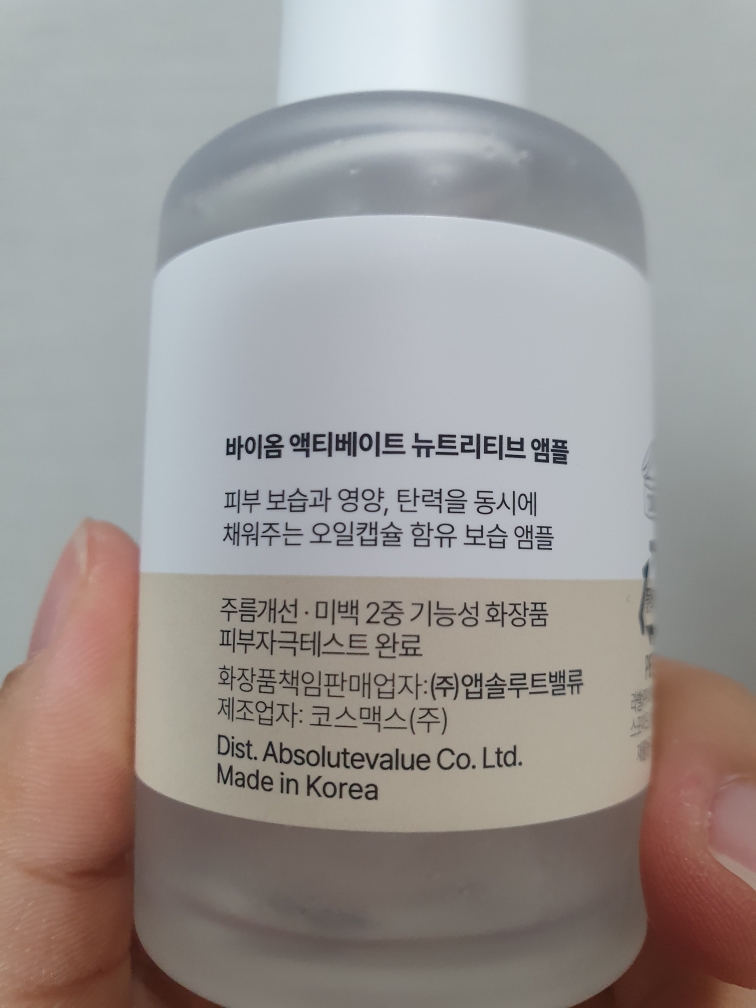 바이옴 액티베이트 뉴트리티브 앰플
피부 보습과 영양, 탄력을 동시에
채워주는 오일캡슐 함유 보습 앰플
주름개선·미백 2중 기능성 화장품
피부자극테스트 완료
화장품책임판매업자:㈜앱솔루트밸류
제조업자: 코스맥스(주)
Dist. Absolutevalue Co. Ltd.
Made in Korea